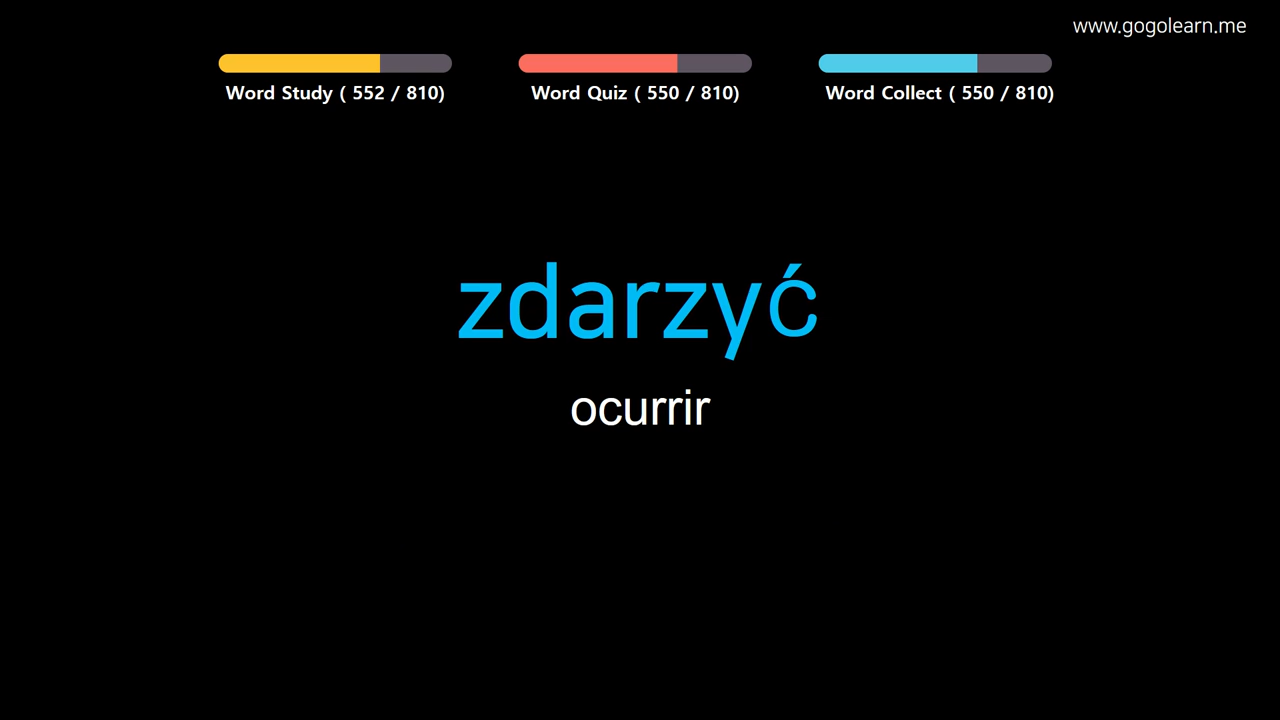 www.gogolearn.me
Word Study ( 552 / 810)
Word Quiz ( 550 / 810)
Word Collect ( 550 / 810)
zdarzyć
ocurrir